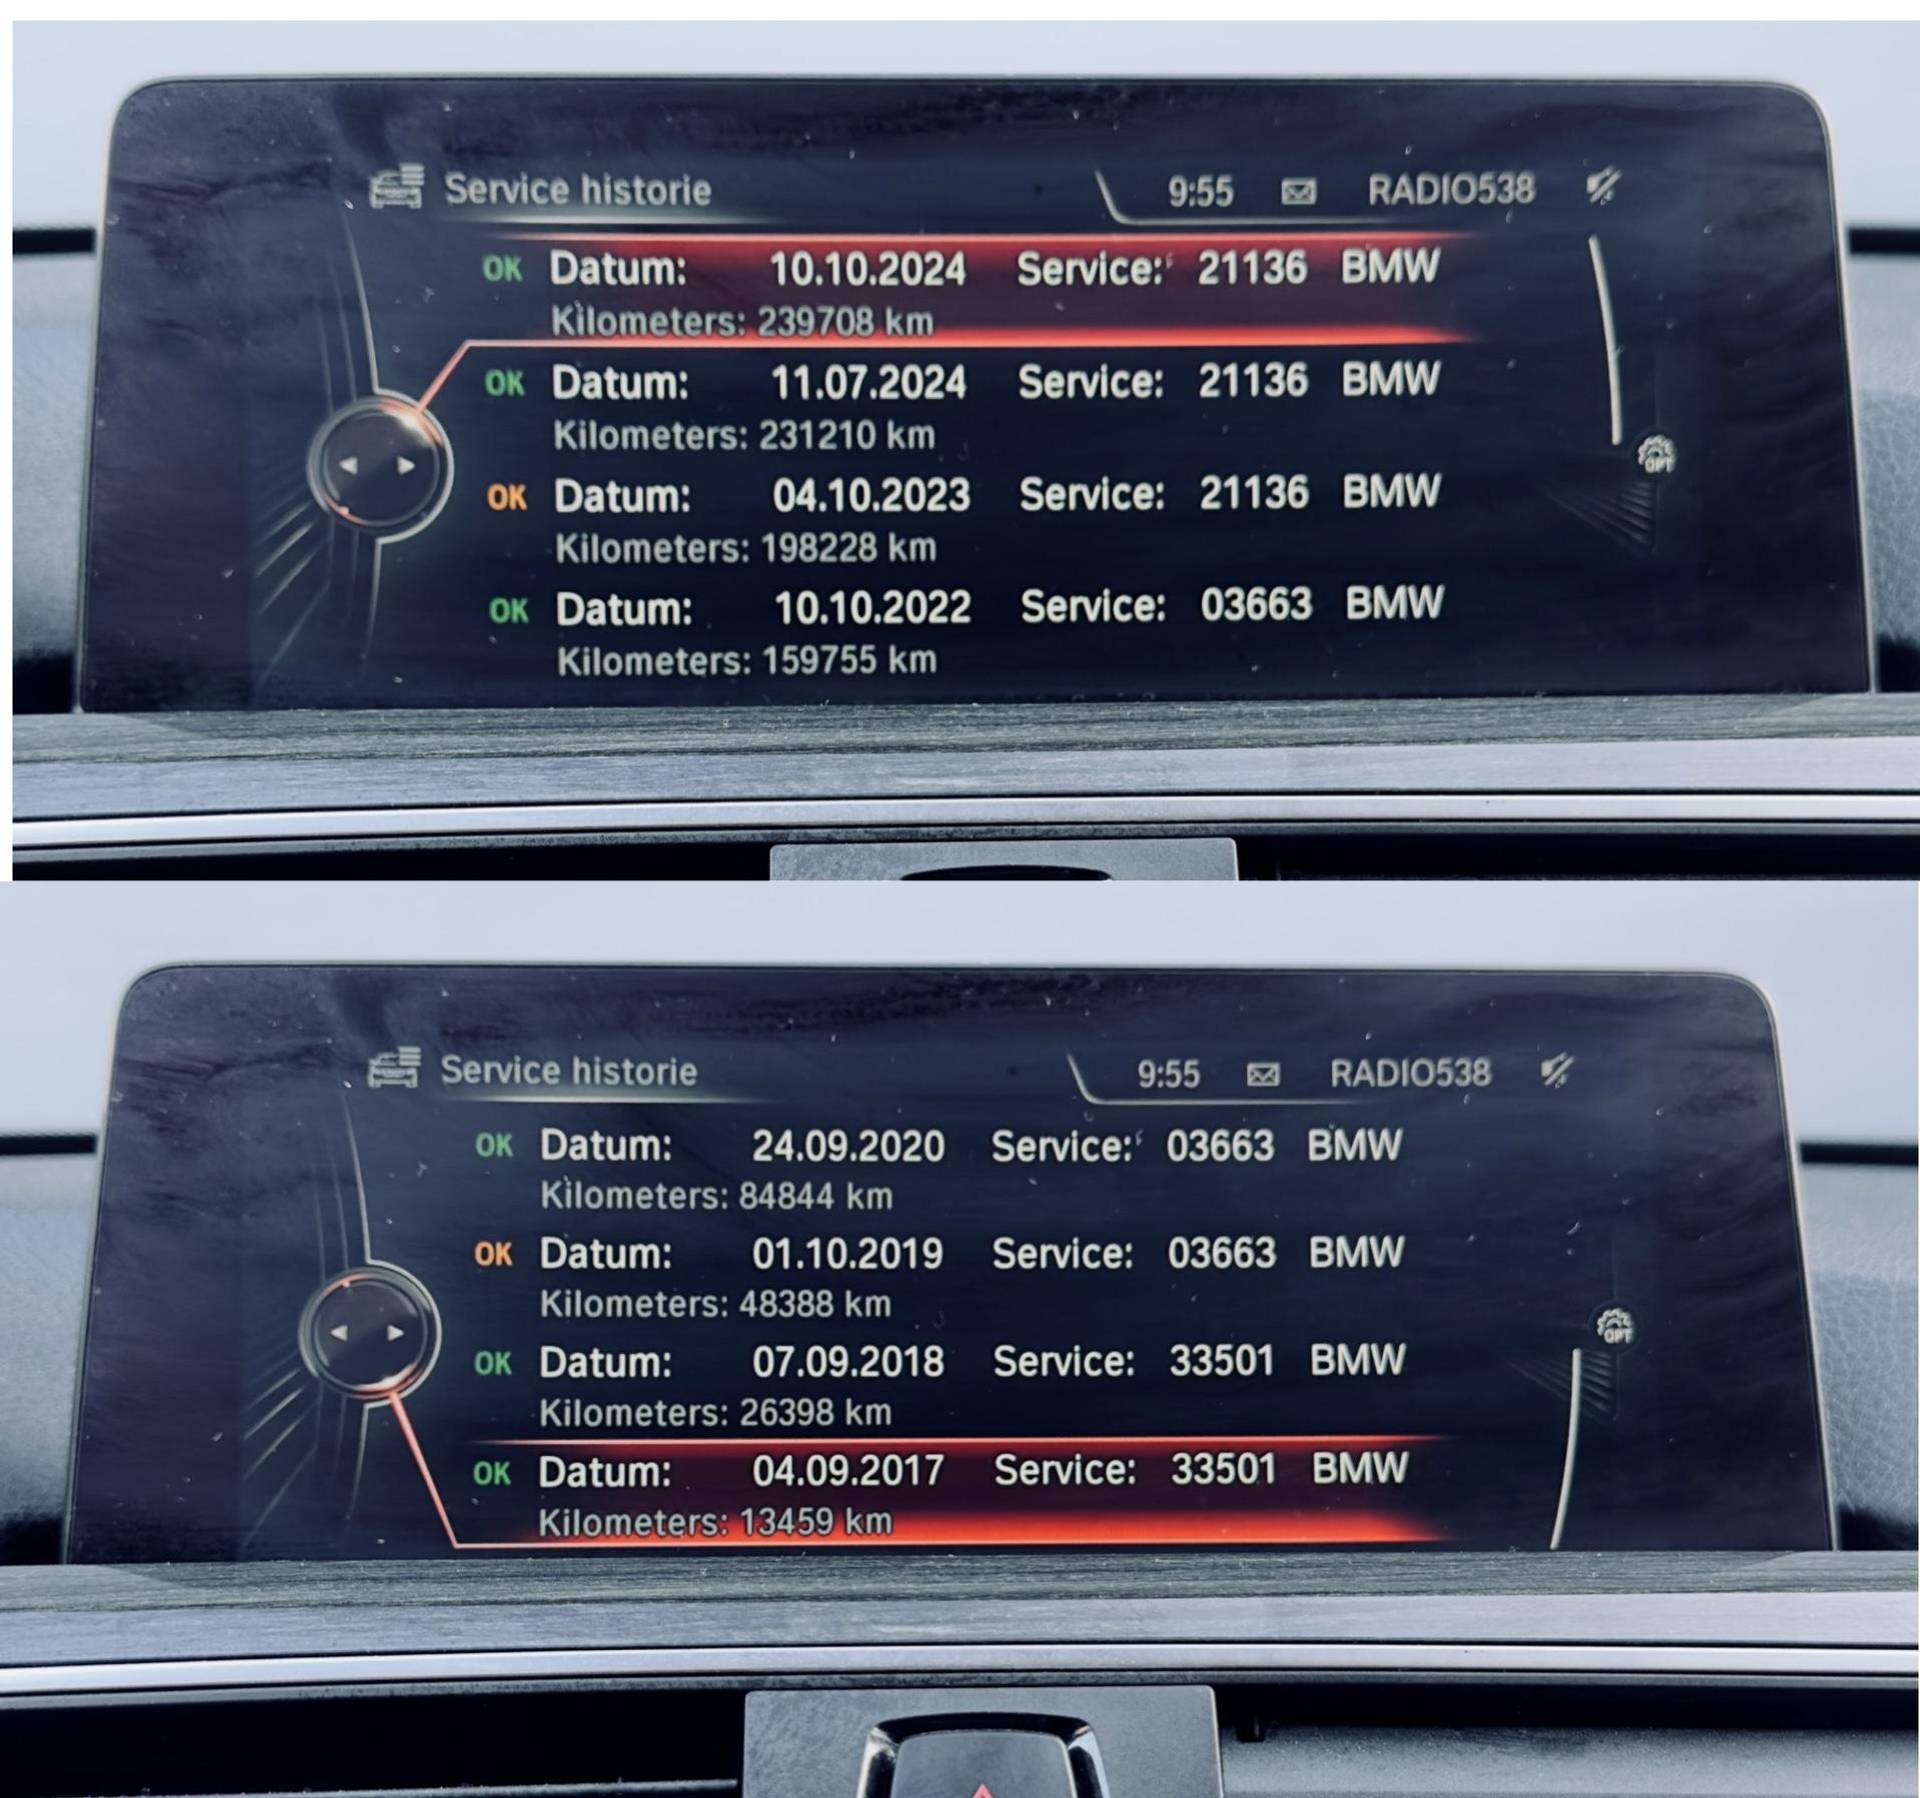 Service historie 9:55 RADIO538
OK Datum: 10.10.2024 Service: 21136 BMW
Kilometers: 239708 km
OK Datum: 11.07.2024 Service: 21136 BMW
Kilometers: 231210 km
OK Datum: 04.10.2023 Service: 21136 BMW
Kilometers: 198228 km
OPT
OK Datum: 10.10.2022 Service: 03663 BMW
Kilometers: 159755 km
Service historie 9:55 RADIO538
OK Datum: 24.09.2020 Service: 03663 BMW
Kilometers: 84844 km
OK Datum: 01.10.2019 Service: 03663 BMW
Kilometers: 48388 km
OPT
OK Datum: 07.09.2018 Service: 33501 BMW
Kilometers: 26398 km
OK Datum: 04.09.2017 Service: 33501 BMW
Kilometers: 13459 km